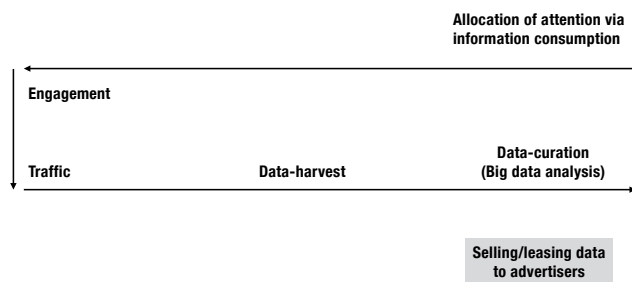 Allocation of attention via
information consumption
Engagement
Traffic
Data-harvest
Data-curation
(Big data analysis)
Selling/leasing data
to advertisers